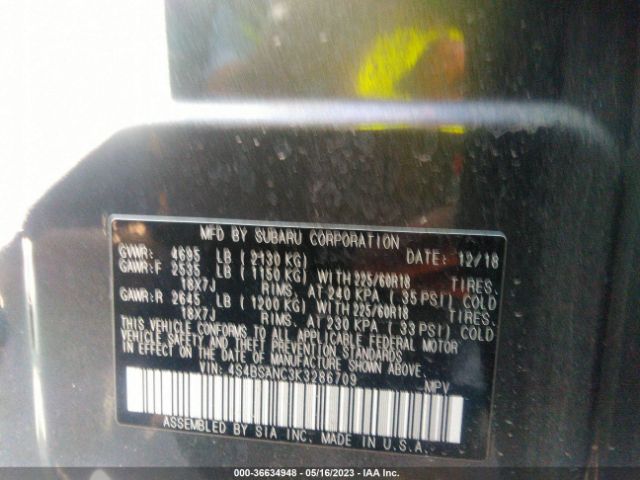 MFD BY SUBARU CORPORATION DATE: 12/18
GVWR: 4695 LB (2130 KG)
GAWR:F 2535 LB (1150 KG) WITH 225/60R18 TIRES.
18X7J RIMS. AT 240 KPA (35 PSI) COLD
GAWR:R 2645 LB (1200 KG) WITH 225/60R18 TIRES.
18X7J RIMS. AT 230 KPA (33 PSI) COLD
THIS VEHICLE CONFORMS TO ALL APPLICABLE FEDERAL MOTOR
VEHICLE SAFETY AND THEFT PREVENTION STANDARDS
IN EFFECT ON THE DATE OF MANUFACTURE SHOWN ABOVE.
VIN: 4S4BSANC3K3286709 MPV
ASSEMBLED BY SIA INC. MADE IN U.S.A.
000-36634948 - 05/16/2023 - IAA Inc.